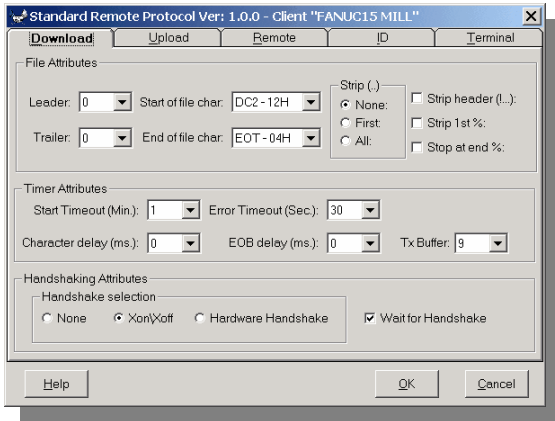 Standard Remote Protocol Ver: 1.0.0 - Client "FANUC15 MILL"
Download Upload Remote ID Terminal
File Attributes
Leader: 0 Start of file char: DC2 - 12H
Trailer: 0 End of file char: EOT - 04H
Strip (..)
None:
First:
All:
Strip header (!...):
Strip 1st %:
Stop at end %:
Timer Attributes
Start Timeout (Min.): 1 Error Timeout (Sec.): 30
Character delay (ms.): 0 EOB delay (ms.): 0 Tx Buffer: 9
Handshaking Attributes
Handshake selection
None Xon\Xoff Hardware Handshake Wait for Handshake
Help OK Cancel